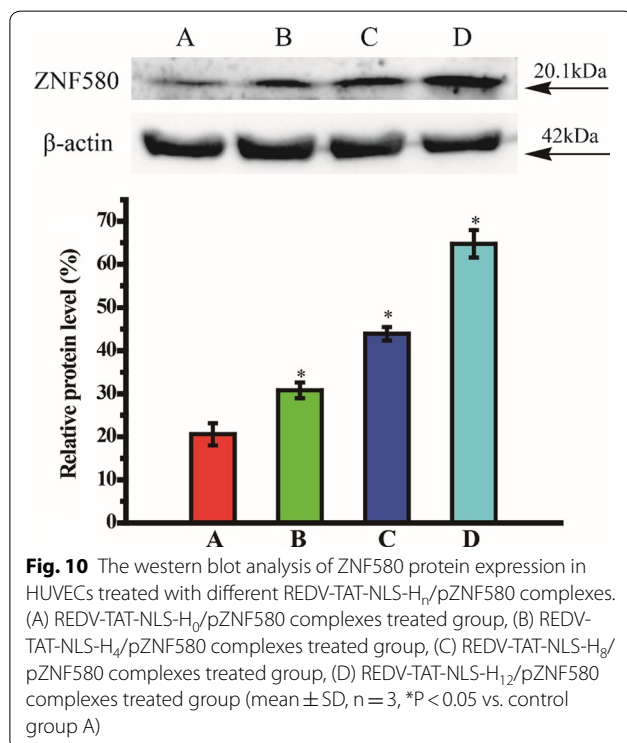 A B C D
ZNF580 20.1kDa
β-actin 42kDa
Relative protein level (%)
70
60
50
40
30
20
10
0
* * *
A B C D
Fig. 10 The western blot analysis of ZNF580 protein expression in
HUVECs treated with different REDV-TAT-NLS-Hn/pZNF580 complexes.
(A) REDV-TAT-NLS-H0/pZNF580 complexes treated group, (B) REDV-
TAT-NLS-H4/pZNF580 complexes treated group, (C) REDV-TAT-NLS-H8/
pZNF580 complexes treated group, (D) REDV-TAT-NLS-H12/pZNF580
complexes treated group (mean ± SD, n = 3, *P < 0.05 vs. control
group A)